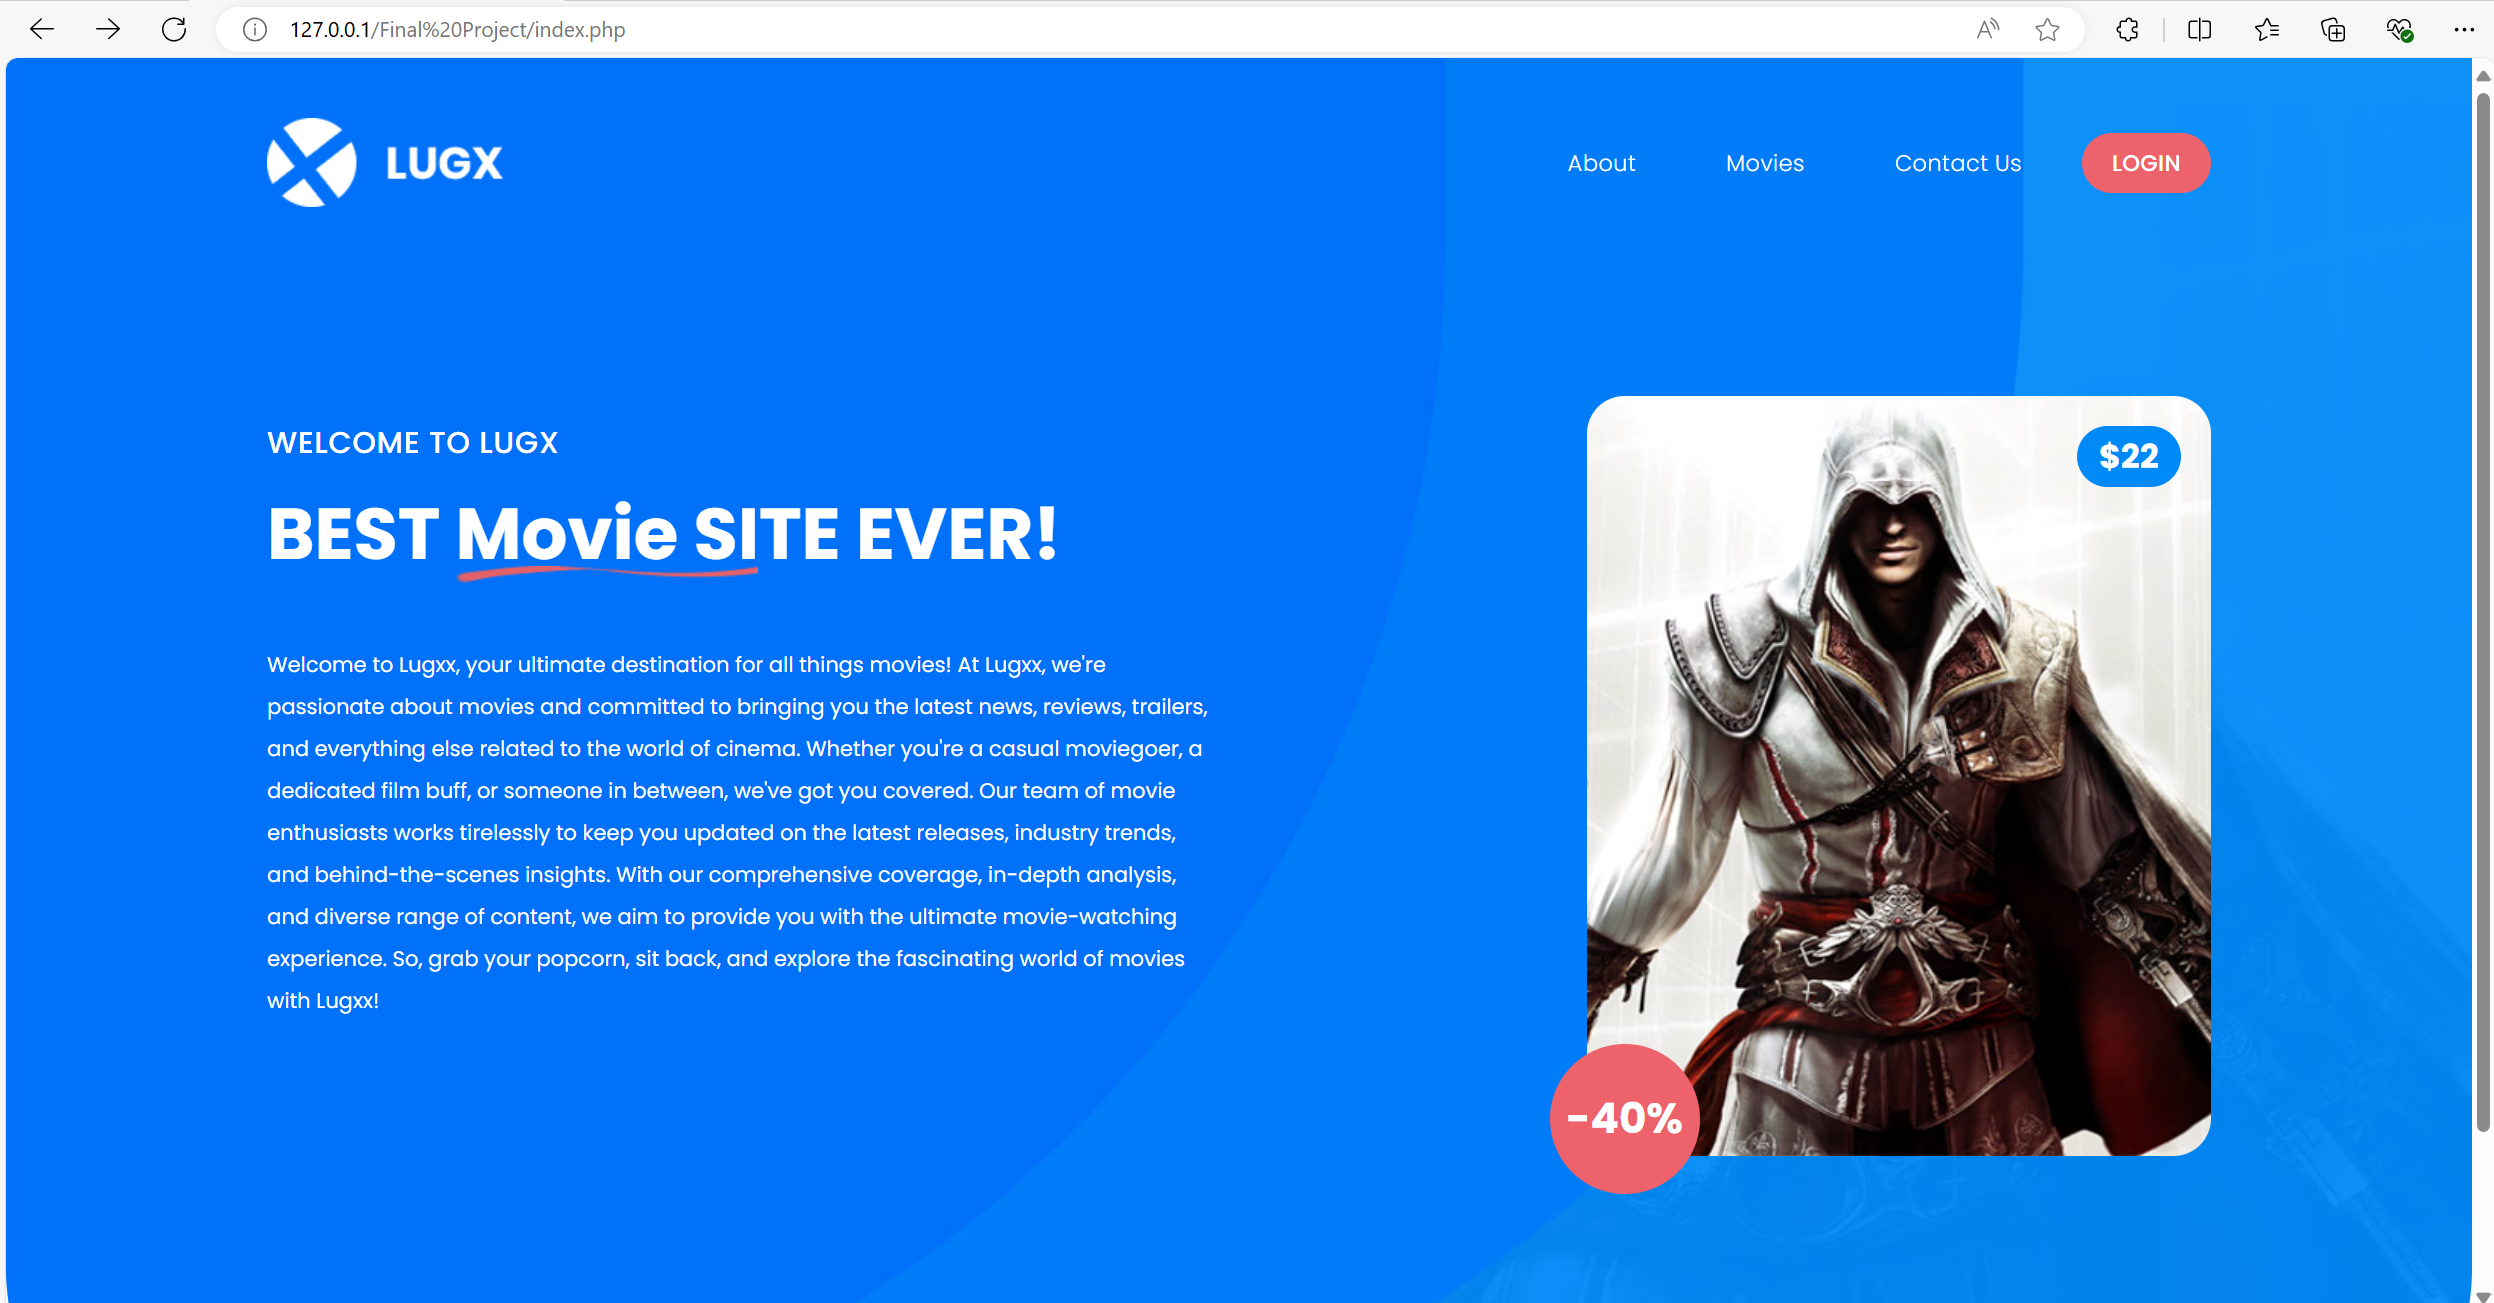 127.0.0.1/Final%20Project/index.php
LUGX
About
Movies
Contact Us
LOGIN
WELCOME TO LUGX
BEST Movie SITE EVER!
Welcome to Lugxx, your ultimate destination for all things movies! At Lugxx, we're
passionate about movies and committed to bringing you the latest news, reviews, trailers,
and everything else related to the world of cinema. Whether you're a casual moviegoer, a
dedicated film buff, or someone in between, we've got you covered. Our team of movie
enthusiasts works tirelessly to keep you updated on the latest releases, industry trends,
and behind-the-scenes insights. With our comprehensive coverage, in-depth analysis,
and diverse range of content, we aim to provide you with the ultimate movie-watching
experience. So, grab your popcorn, sit back, and explore the fascinating world of movies
with Lugxx!
$22
-40%